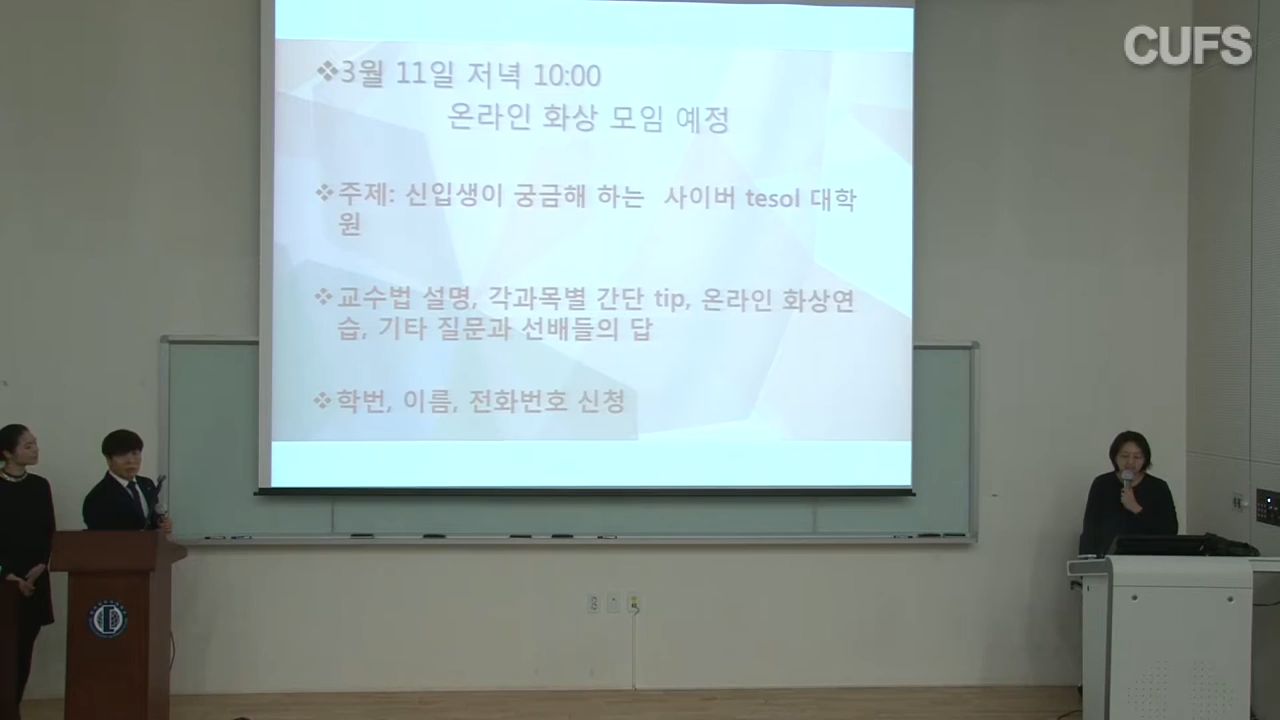 CUFS
❖3월 11일 저녁 10:00
온라인 화상 모임 예정
❖주제: 신입생이 궁금해 하는 사이버 tesol 대학
원
❖교수법 설명, 각과목별 간단 tip, 온라인 화상연
습, 기타 질문과 선배들의 답
❖학번, 이름, 전화번호 신청